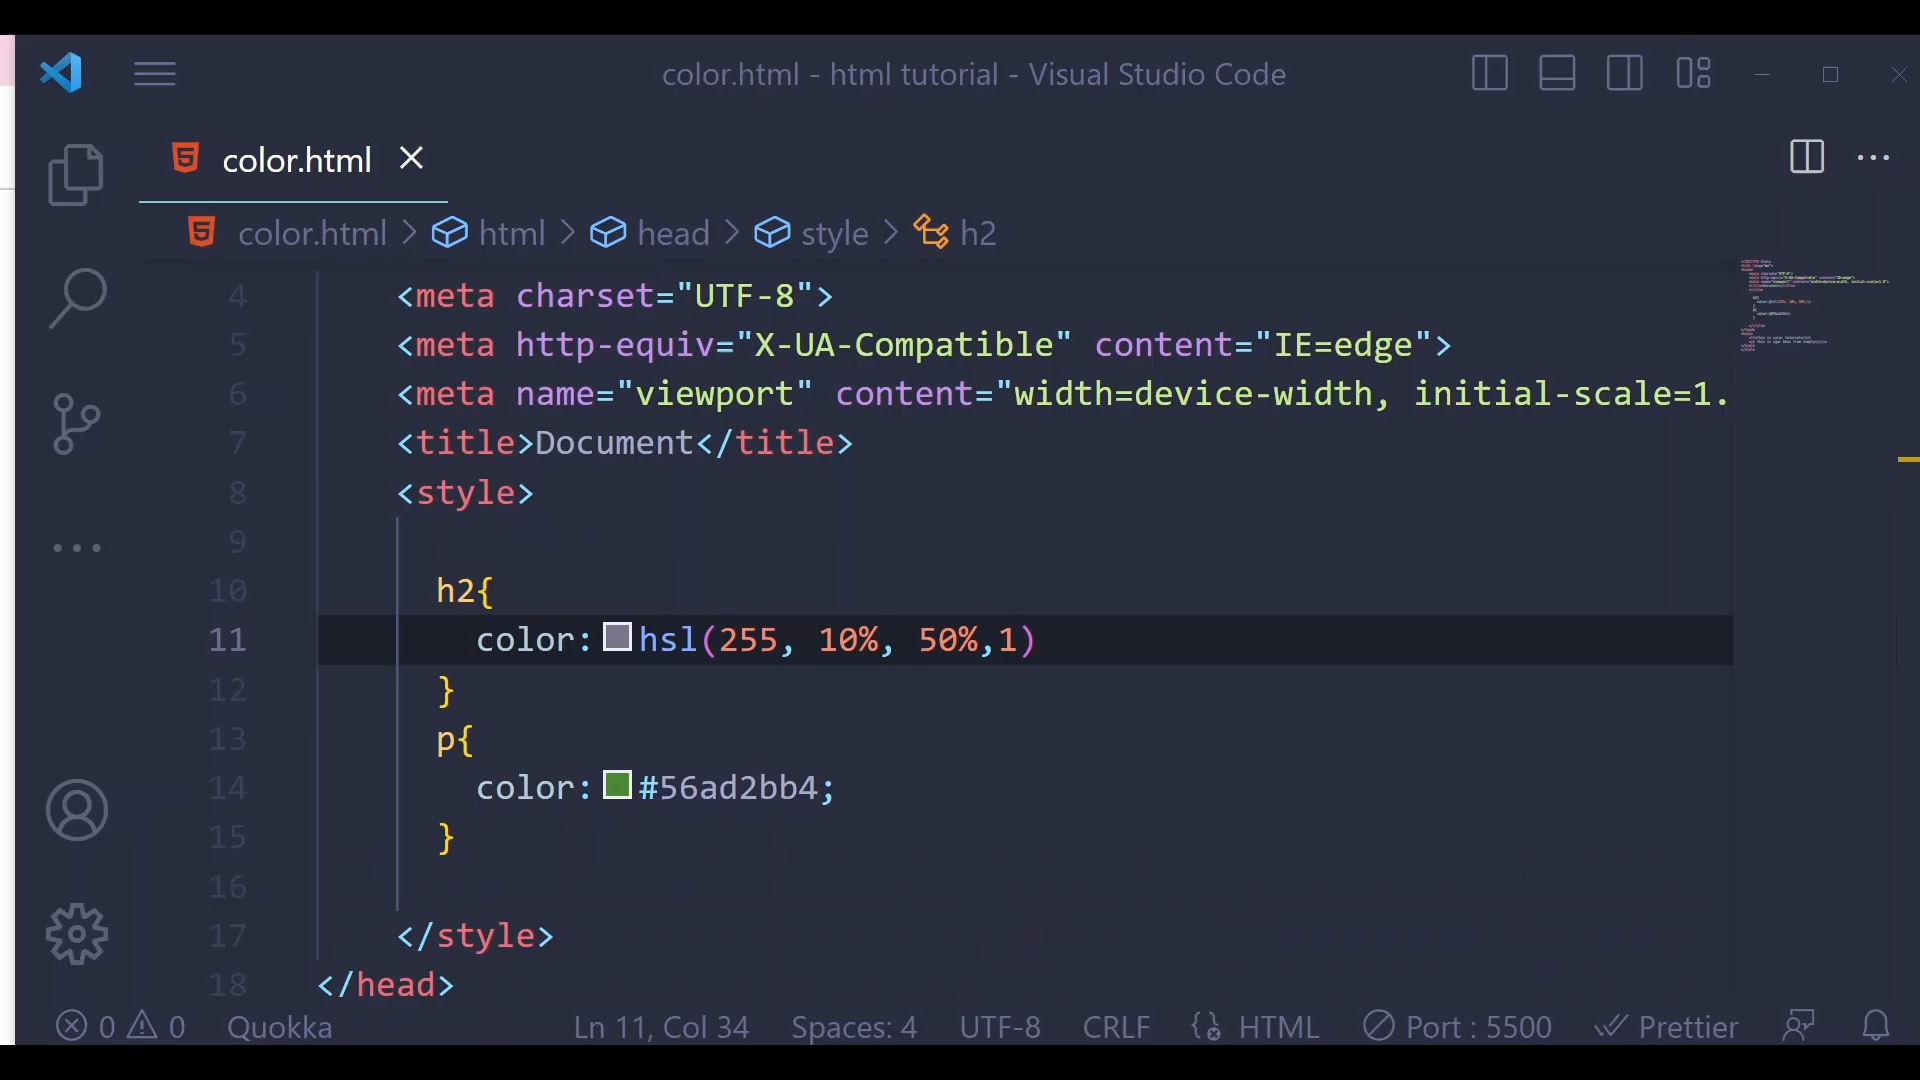 color.html - html tutorial - Visual Studio Code
color.html
color.html > html > head > style > h2
4 <meta charset="UTF-8">
5 <meta http-equiv="X-UA-Compatible" content="IE=edge">
6 <meta name="viewport" content="width=device-width, initial-scale=1.
7 <title>Document</title>
8 <style>
9
10 h2{
11 color: hsl(255, 10%, 50%,1)
12 }
13 p{
14 color: #56ad2bb4;
15 }
16
17 </style>
18 </head>
0 0 Quokka Ln 11, Col 34 Spaces: 4 UTF-8 CRLF HTML Port : 5500 Prettier